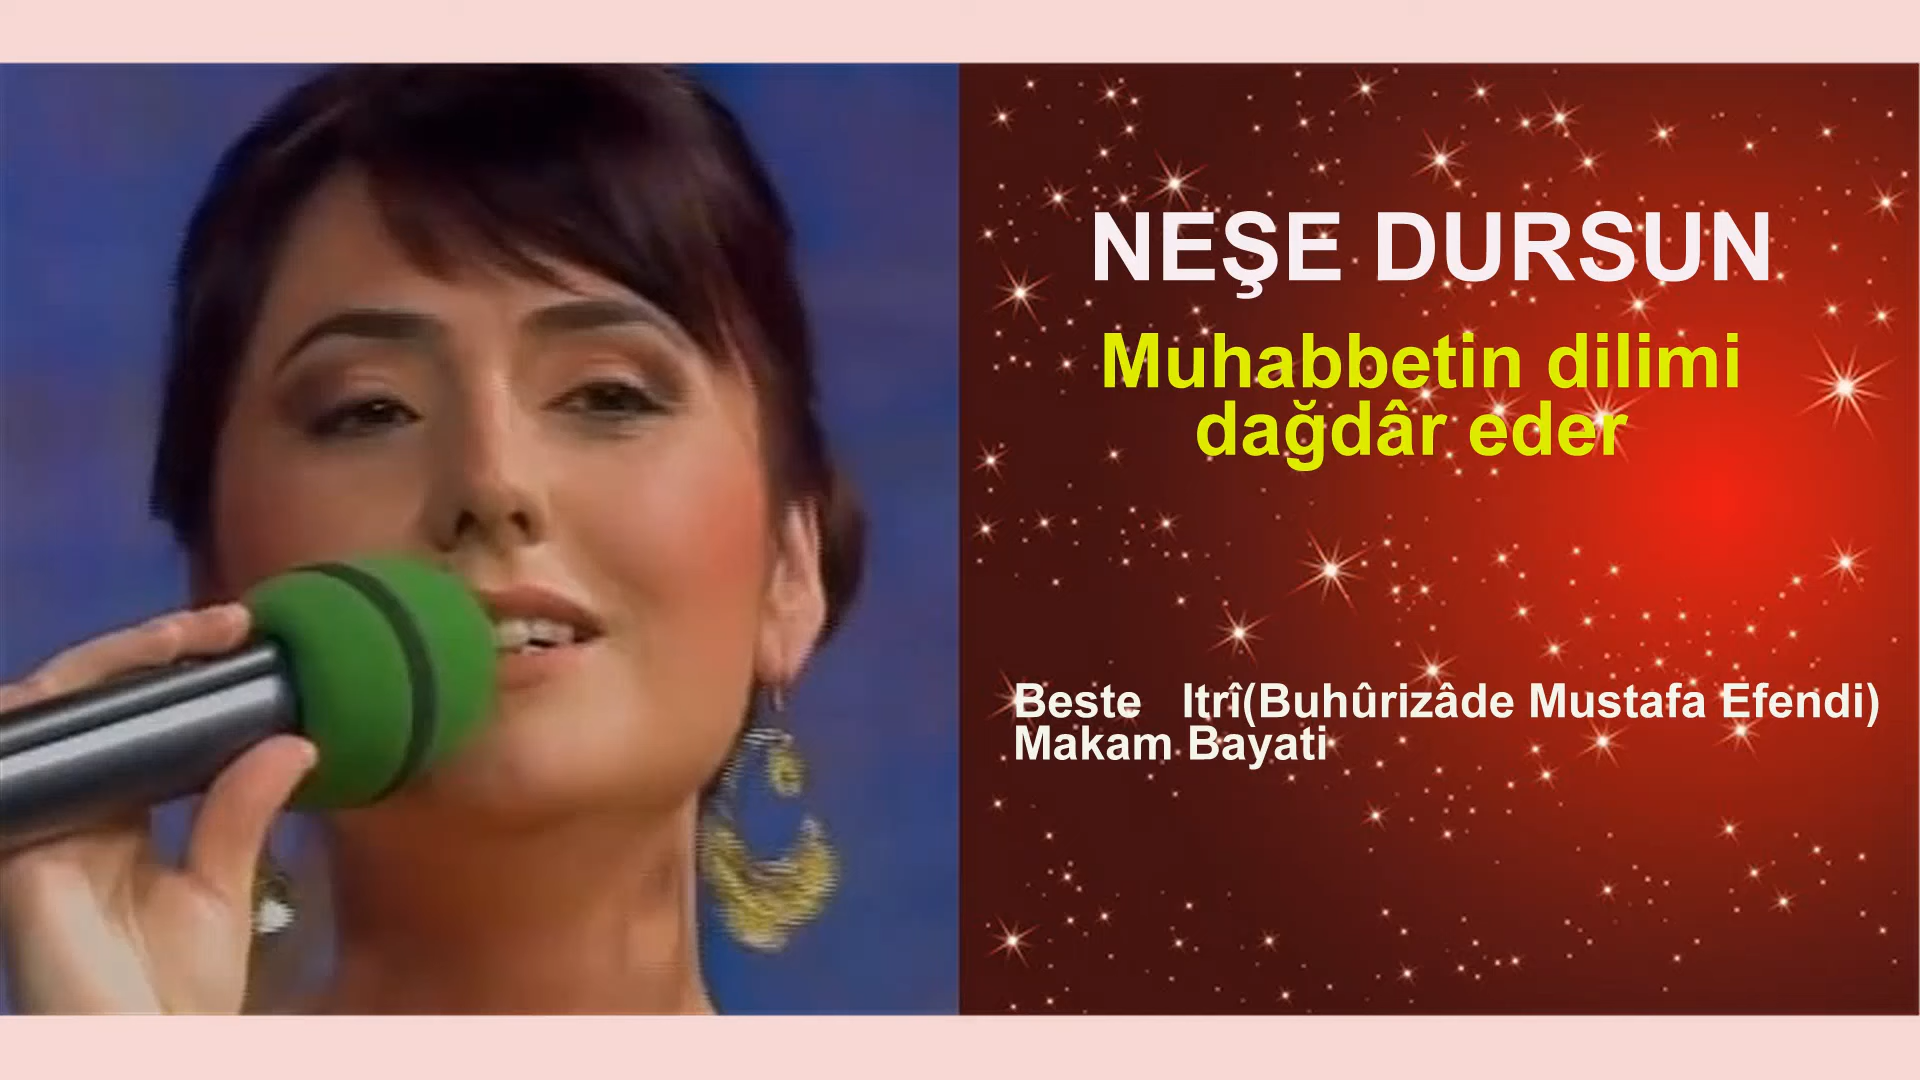 NEŞE DURSUN
Muhabbetin dilimi
dağdâr eder
Beste Itrî(Buhûrizâde Mustafa Efendi)
Makam Bayati